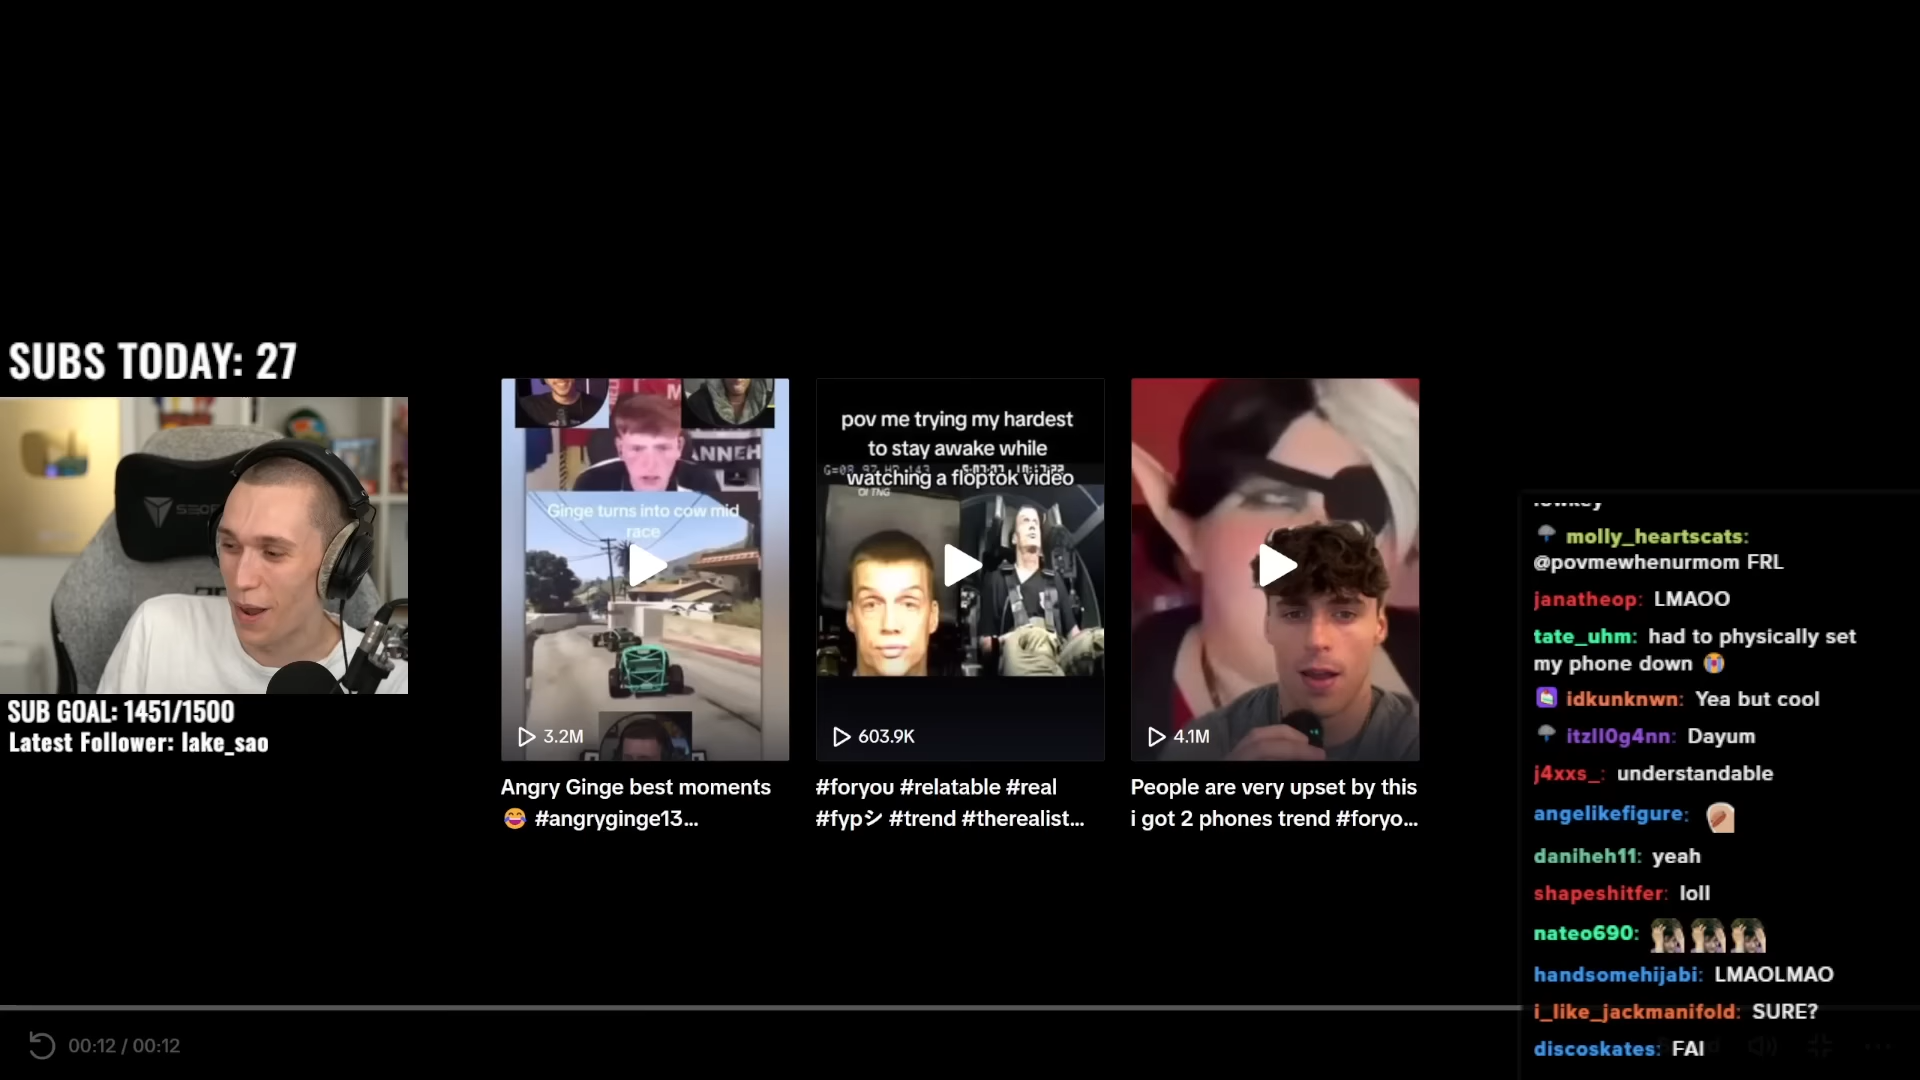 SUBS TODAY: 27
SUB GOAL: 1451/1500
Latest Follower: lake_sao
ANNEH
Ginge turns into cow mid
race
3.2M
Angry Ginge best moments
😂 #angryginge13...
pov me trying my hardest
to stay awake while
watching a floptok video
603.9K
#foryou #relatable #real
#fypシ #trend #therealist...
4.1M
People are very upset by this
i got 2 phones trend #foryo...
lowkey
molly_heartscats:
@povmewhenurmom FRL
janatheop: LMAOO
tate_uhm: had to physically set
my phone down 😭
idkunknwn: Yea but cool
itzll0g4nn: Dayum
j4xxs_: understandable
angelikefigure:
daniheh11: yeah
shapeshitfer: loll
nateo690:
handsomehijabi: LMAOLMAO
i_like_jackmanifold: SURE?
discoskates: FAI
00:12 / 00:12